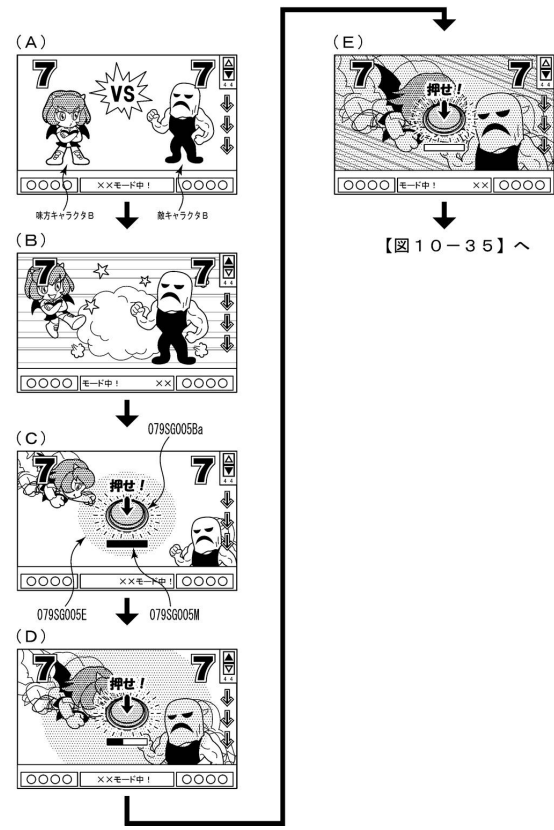 （A）
7
VS
7
44
○○○○
××モード中！
○○○○
味方キャラクタB
敵キャラクタB
（B）
7
7
44
○○○○
モード中！　××
○○○○
（C）
079SG005Ba
7
押せ！
7
44
○○○○
××モード中！
○○○○
079SG005E
079SG005M
（D）
7
押せ！
7
44
○○○○
××モード中！
○○○○
（E）
7
押せ！
7
44
○○○○
モード中！　××
○○○○
【図１０－３５】へ